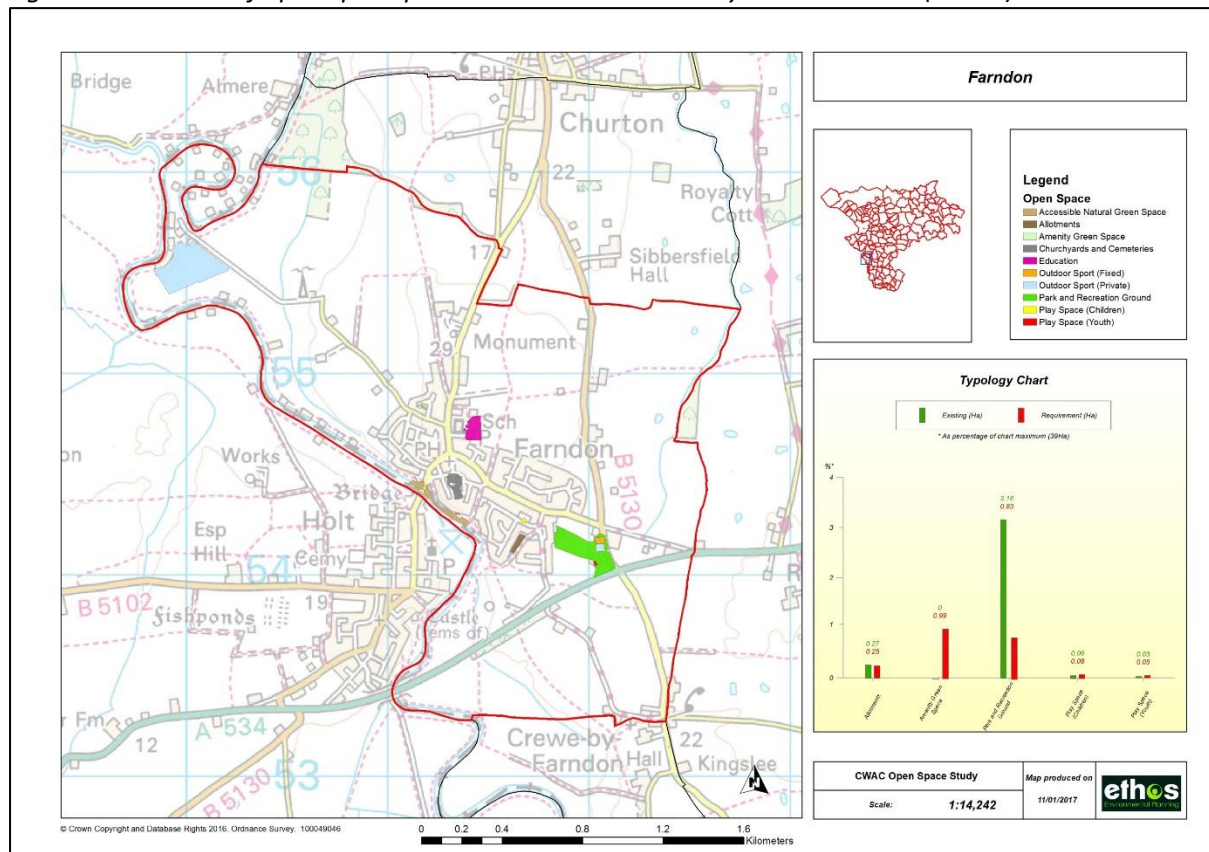 Farndon
Legend
Open Space
Accessible Natural Green Space
Allotments
Amenity Green Space
Churchyards and Cemeteries
Education
Outdoor Sport (Fixed)
Outdoor Sport (Private)
Park and Recreation Ground
Play Space (Children)
Play Space (Youth)
Typology Chart
Existing (Ha)
Requirement (Ha)
* As percentage of chart maximum (39Ha)
%*
4
3
2
1
0
0.27
0.25
0
0.99
3.16
0.83
0.06
0.08
0.05
Allotments
Amenity Green
Space
Park and Recreation
Ground
Play Space
(Children)
Play Space
(Youth)
CWAC Open Space Study
Scale: 1:14,242
Map produced on
11/01/2017
ethos
Environmental Planning
Bridge
Almere
PH
Churton
56
22
Royalty
Cott
17
Sibbersfield
Hall
Monument
29
55
Sch
PH
Farndon
Works
Bridge
Holt
B 5130
Esp
Hill
Cemy
P
54
B 5102
19
Fishponds
Castle
(rems of)
A 534
r Fm
12
B 5130
53
Crewe-by-
Farndon
Hall
22
Kingslee
N
© Crown Copyright and Database Rights 2016. Ordnance Survey. 100049046
0 0.2 0.4 0.8 1.2 1.6
Kilometers